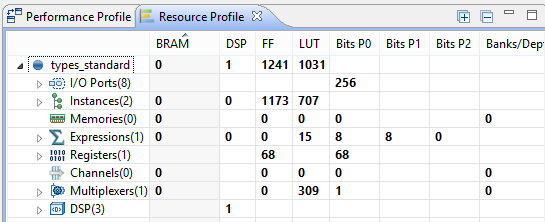 Performance Profile Resource Profile
BRAM DSP FF LUT Bits P0 Bits P1 Bits P2 Banks/Dept
types_standard 0 1 1241 1031
I/O Ports(8) 256
Instances(2) 0 0 1173 707
Memories(0) 0 0 0 0 0
Expressions(1) 0 0 0 15 8 8 0
Registers(1) 68 68
Channels(0) 0 0 0 0 0
Multiplexers(1) 0 0 309 1 0
DSP(3) 1